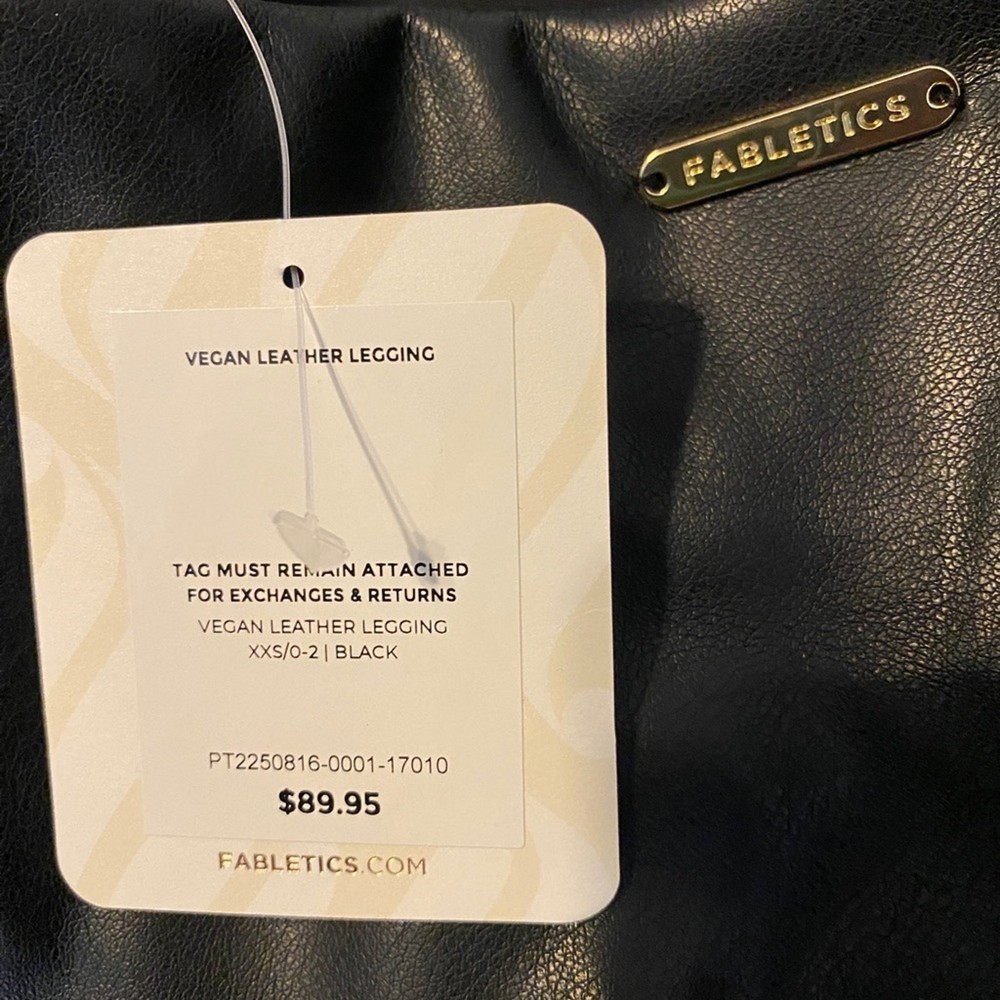 FABLETICS
VEGAN LEATHER LEGGING
TAG MUST REMAIN ATTACHED
FOR EXCHANGES & RETURNS
VEGAN LEATHER LEGGING
XXS/0-2 | BLACK
PT2250816-0001-17010
$89.95
FABLETICS.COM